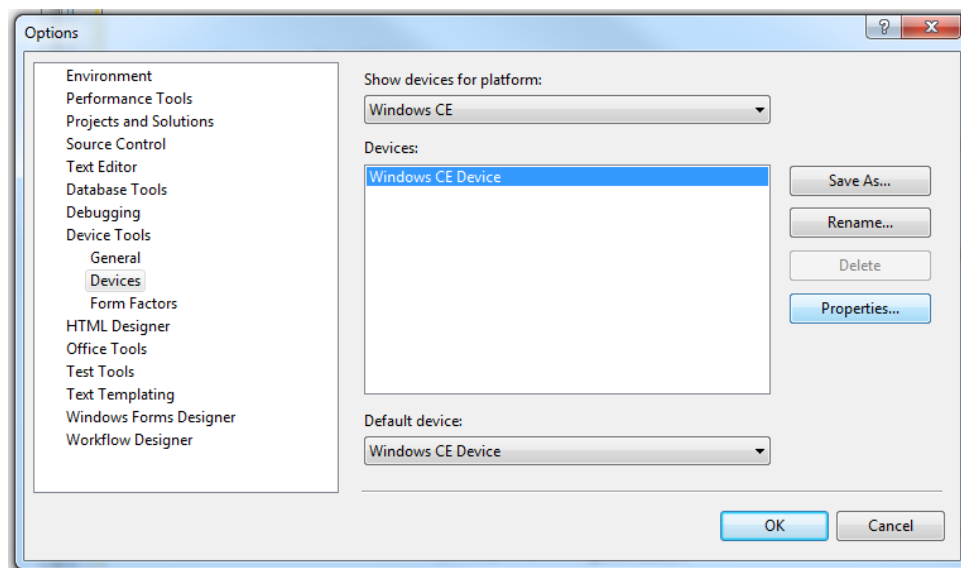 Options
Environment
Performance Tools
Projects and Solutions
Source Control
Text Editor
Database Tools
Debugging
Device Tools
General
Devices
Form Factors
HTML Designer
Office Tools
Test Tools
Text Templating
Windows Forms Designer
Workflow Designer
Show devices for platform:
Windows CE
Devices:
Windows CE Device
Save As...
Rename...
Delete
Properties...
Default device:
Windows CE Device
OK
Cancel